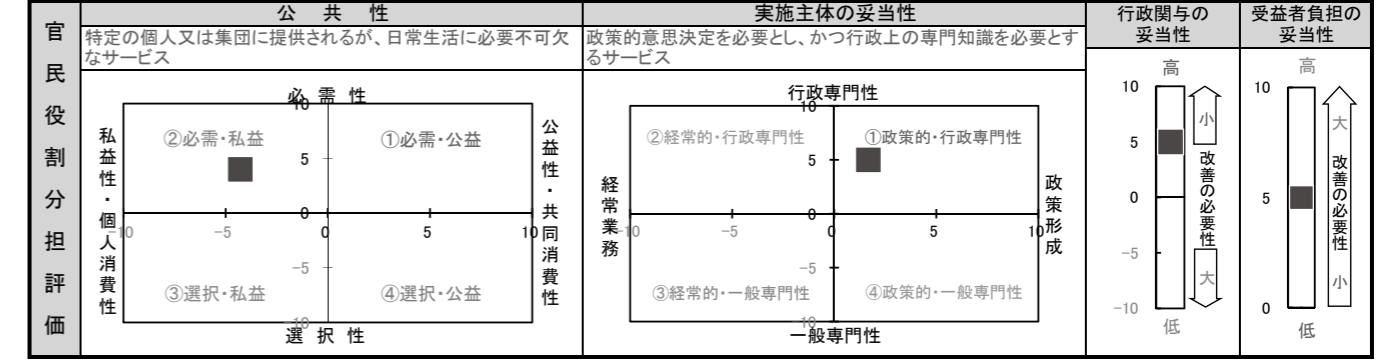 官民役割分担評価
公共性
特定の個人又は集団に提供されるが、日常生活に必要不可欠
なサービス
必需性
10
②必需・私益
①必需・公益
5
私益性・個人消費性
公益性・共同消費性
0
-10
-5
0
5
10
-5
③選択・私益
④選択・公益
-10
選択性
実施主体の妥当性
政策的意思決定を必要とし、かつ行政上の専門知識を必要とす
るサービス
行政専門性
10
②経常的・行政専門性
①政策的・行政専門性
5
経常業務
政策形成
0
-10
-5
0
5
10
-5
③経常的・一般専門性
④政策的・一般専門性
-10
一般専門性
行政関与の
妥当性
高
10
5
0
-5
-10
低
小
改善の必要性
大
受益者負担の
妥当性
高
10
5
0
低
大
改善の必要性
小